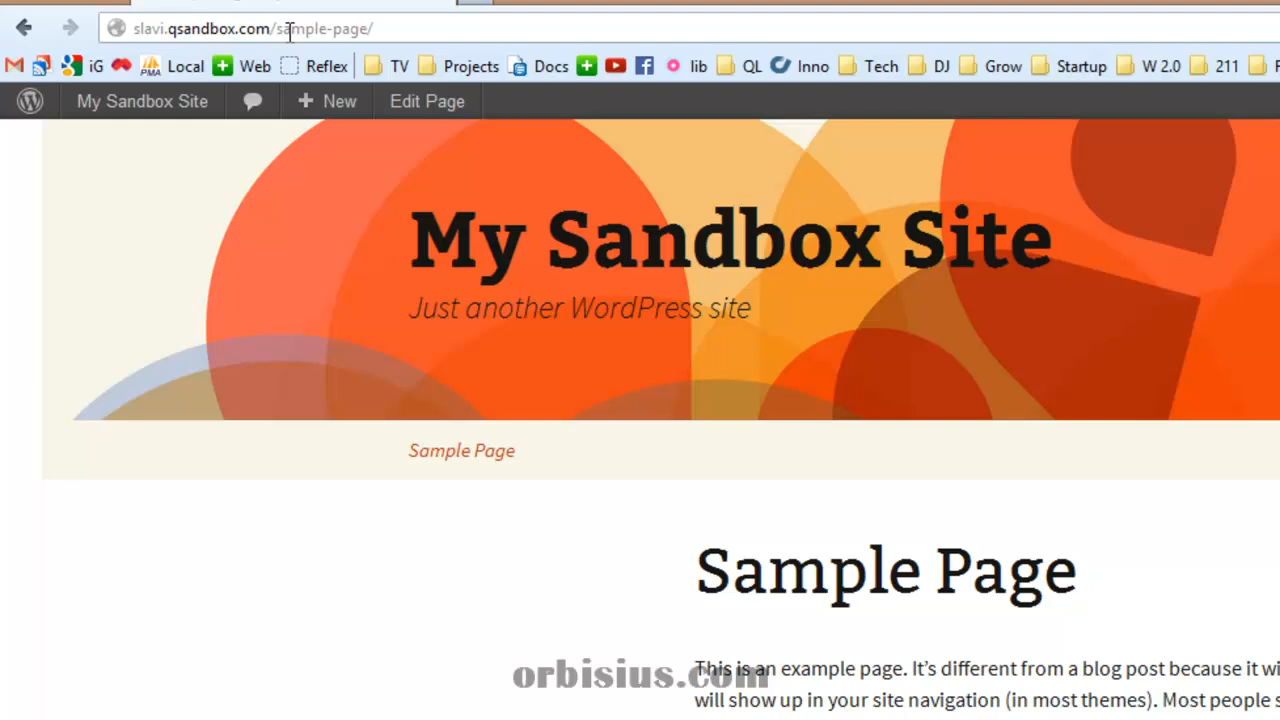 slavi.qsandbox.com/sample-page/
iG Local Web Reflex TV Projects Docs lib QL Inno Tech DJ Grow Startup W 2.0 211
My Sandbox Site New Edit Page
My Sandbox Site
Just another WordPress site
Sample Page
Sample Page
This is an example page. It's different from a blog post because it wi
will show up in your site navigation (in most themes). Most people s
orbisius.com